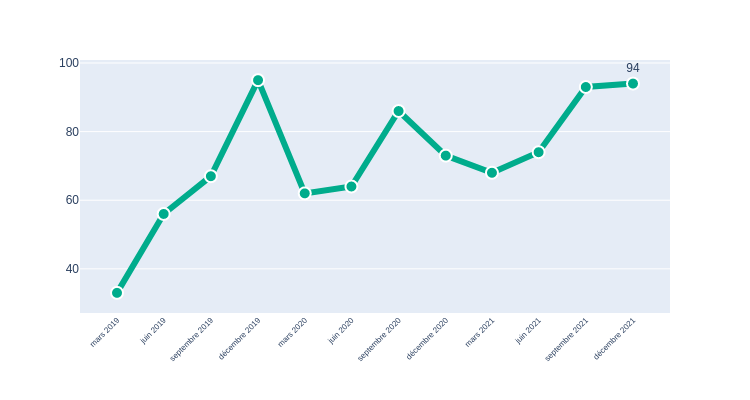 100
80
60
40
94
mars 2019
juin 2019
septembre 2019
décembre 2019
mars 2020
juin 2020
septembre 2020
décembre 2020
mars 2021
juin 2021
septembre 2021
décembre 2021